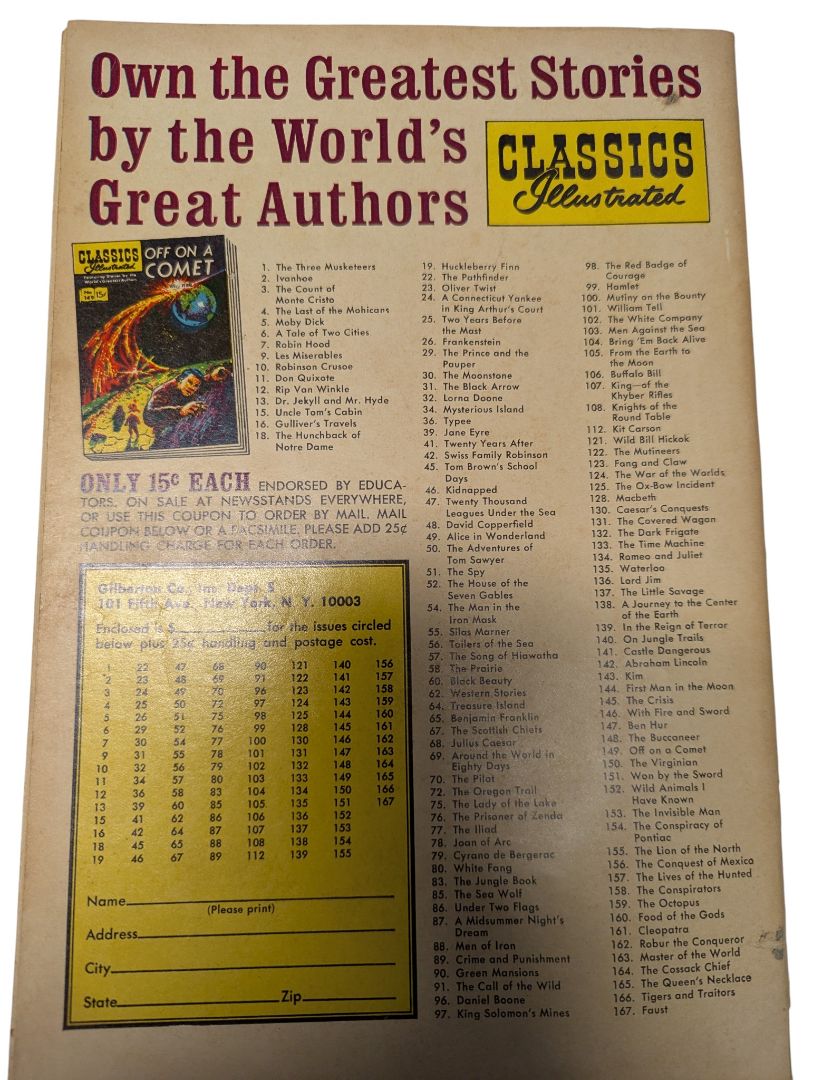 Own the Greatest Stories
by the World's
Great Authors
CLASSICS
Illustrated
CLASSICS
Illustrated
Featuring Stories by the
World's Greatest Authors
No.
149
15¢
OFF ON A
COMET
1. The Three Musketeers
2. Ivanhoe
3. The Count of
Monte Cristo
4. The Last of the Mohicans
5. Moby Dick
6. A Tale of Two Cities
7. Robin Hood
9. Les Miserables
10. Robinson Crusoe
11. Don Quixote
12. Rip Van Winkle
13. Dr. Jekyll and Mr. Hyde
15. Uncle Tom's Cabin
16. Gulliver's Travels
18. The Hunchback of
Notre Dame
ONLY 15¢ EACH ENDORSED BY EDUCA-
TORS. ON SALE AT NEWSSTANDS EVERYWHERE,
OR USE THIS COUPON TO ORDER BY MAIL. MAIL
COUPON BELOW OR A FACSIMILE. PLEASE ADD 25¢
HANDLING CHARGE FOR EACH ORDER.
Gilberton Co., Inc. Dept. S
101 Fifth Ave. New York, N. Y. 10003
Enclosed is $ for the issues circled
below plus 25¢ handling and postage cost.
1 22 47 68 90 121 140 156
2 23 48 69 91 122 141 157
3 24 49 70 96 123 142 158
4 25 50 72 97 124 143 159
5 26 51 75 98 125 144 160
6 29 52 76 99 128 145 161
7 30 54 77 100 130 146 162
9 31 55 78 101 131 147 163
10 32 56 79 102 132 148 164
11 34 57 80 103 133 149 165
12 36 58 83 104 134 150 166
13 39 60 85 105 135 151 167
15 41 62 86 106 136 152
16 42 64 87 107 137 153
18 45 65 88 108 138 154
19 46 67 89 112 139 155
Name
(Please print)
Address
City
State Zip
19. Huckleberry Finn
22. The Pathfinder
23. Oliver Twist
24. A Connecticut Yankee
in King Arthur's Court
25. Two Years Before
the Mast
26. Frankenstein
29. The Prince and the
Pauper
30. The Moonstone
31. The Black Arrow
32. Lorna Doone
34. Mysterious Island
36. Typee
39. Jane Eyre
41. Twenty Years After
42. Swiss Family Robinson
45. Tom Brown's School
Days
46. Kidnapped
47. Twenty Thousand
Leagues Under the Sea
48. David Copperfield
49. Alice in Wonderland
50. The Adventures of
Tom Sawyer
51. The Spy
52. The House of the
Seven Gables
54. The Man in the
Iron Mask
55. Silas Marner
56. Toilers of the Sea
57. The Song of Hiawatha
58. The Prairie
60. Black Beauty
62. Western Stories
64. Treasure Island
65. Benjamin Franklin
67. The Scottish Chiefs
68. Julius Caesar
69. Around the World in
Eighty Days
70. The Pilot
72. The Oregon Trail
75. The Lady of the Lake
76. The Prisoner of Zenda
77. The Iliad
78. Joan of Arc
79. Cyrano de Bergerac
80. White Fang
83. The Jungle Book
85. The Sea Wolf
86. Under Two Flags
87. A Midsummer Night's
Dream
88. Men of Iron
89. Crime and Punishment
90. Green Mansions
91. The Call of the Wild
96. Daniel Boone
97. King Solomon's Mines
98. The Red Badge of
Courage
99. Hamlet
100. Mutiny on the Bounty
101. William Tell
102. The White Company
103. Men Against the Sea
104. Bring 'Em Back Alive
105. From the Earth to
the Moon
106. Buffalo Bill
107. King—of the
Khyber Rifles
108. Knights of the
Round Table
112. Kit Carson
121. Wild Bill Hickok
122. The Mutineers
123. Fang and Claw
124. The War of the Worlds
125. The Ox-Bow Incident
128. Macbeth
130. Caesar's Conquests
131. The Covered Wagon
132. The Dark Frigate
133. The Time Machine
134. Romeo and Juliet
135. Waterloo
136. Lord Jim
137. The Little Savage
138. A Journey to the Center
of the Earth
139. In the Reign of Terror
140. On Jungle Trails
141. Castle Dangerous
142. Abraham Lincoln
143. Kim
144. First Man in the Moon
145. The Crisis
146. With Fire and Sword
147. Ben Hur
148. The Buccaneer
149. Off on a Comet
150. The Virginian
151. Won by the Sword
152. Wild Animals I
Have Known
153. The Invisible Man
154. The Conspiracy of
Pontiac
155. The Lion of the North
156. The Conquest of Mexico
157. The Lives of the Hunted
158. The Conspirators
159. The Octopus
160. Food of the Gods
161. Cleopatra
162. Robur the Conqueror
163. Master of the World
164. The Cossack Chief
165. The Queen's Necklace
166. Tigers and Traitors
167. Faust